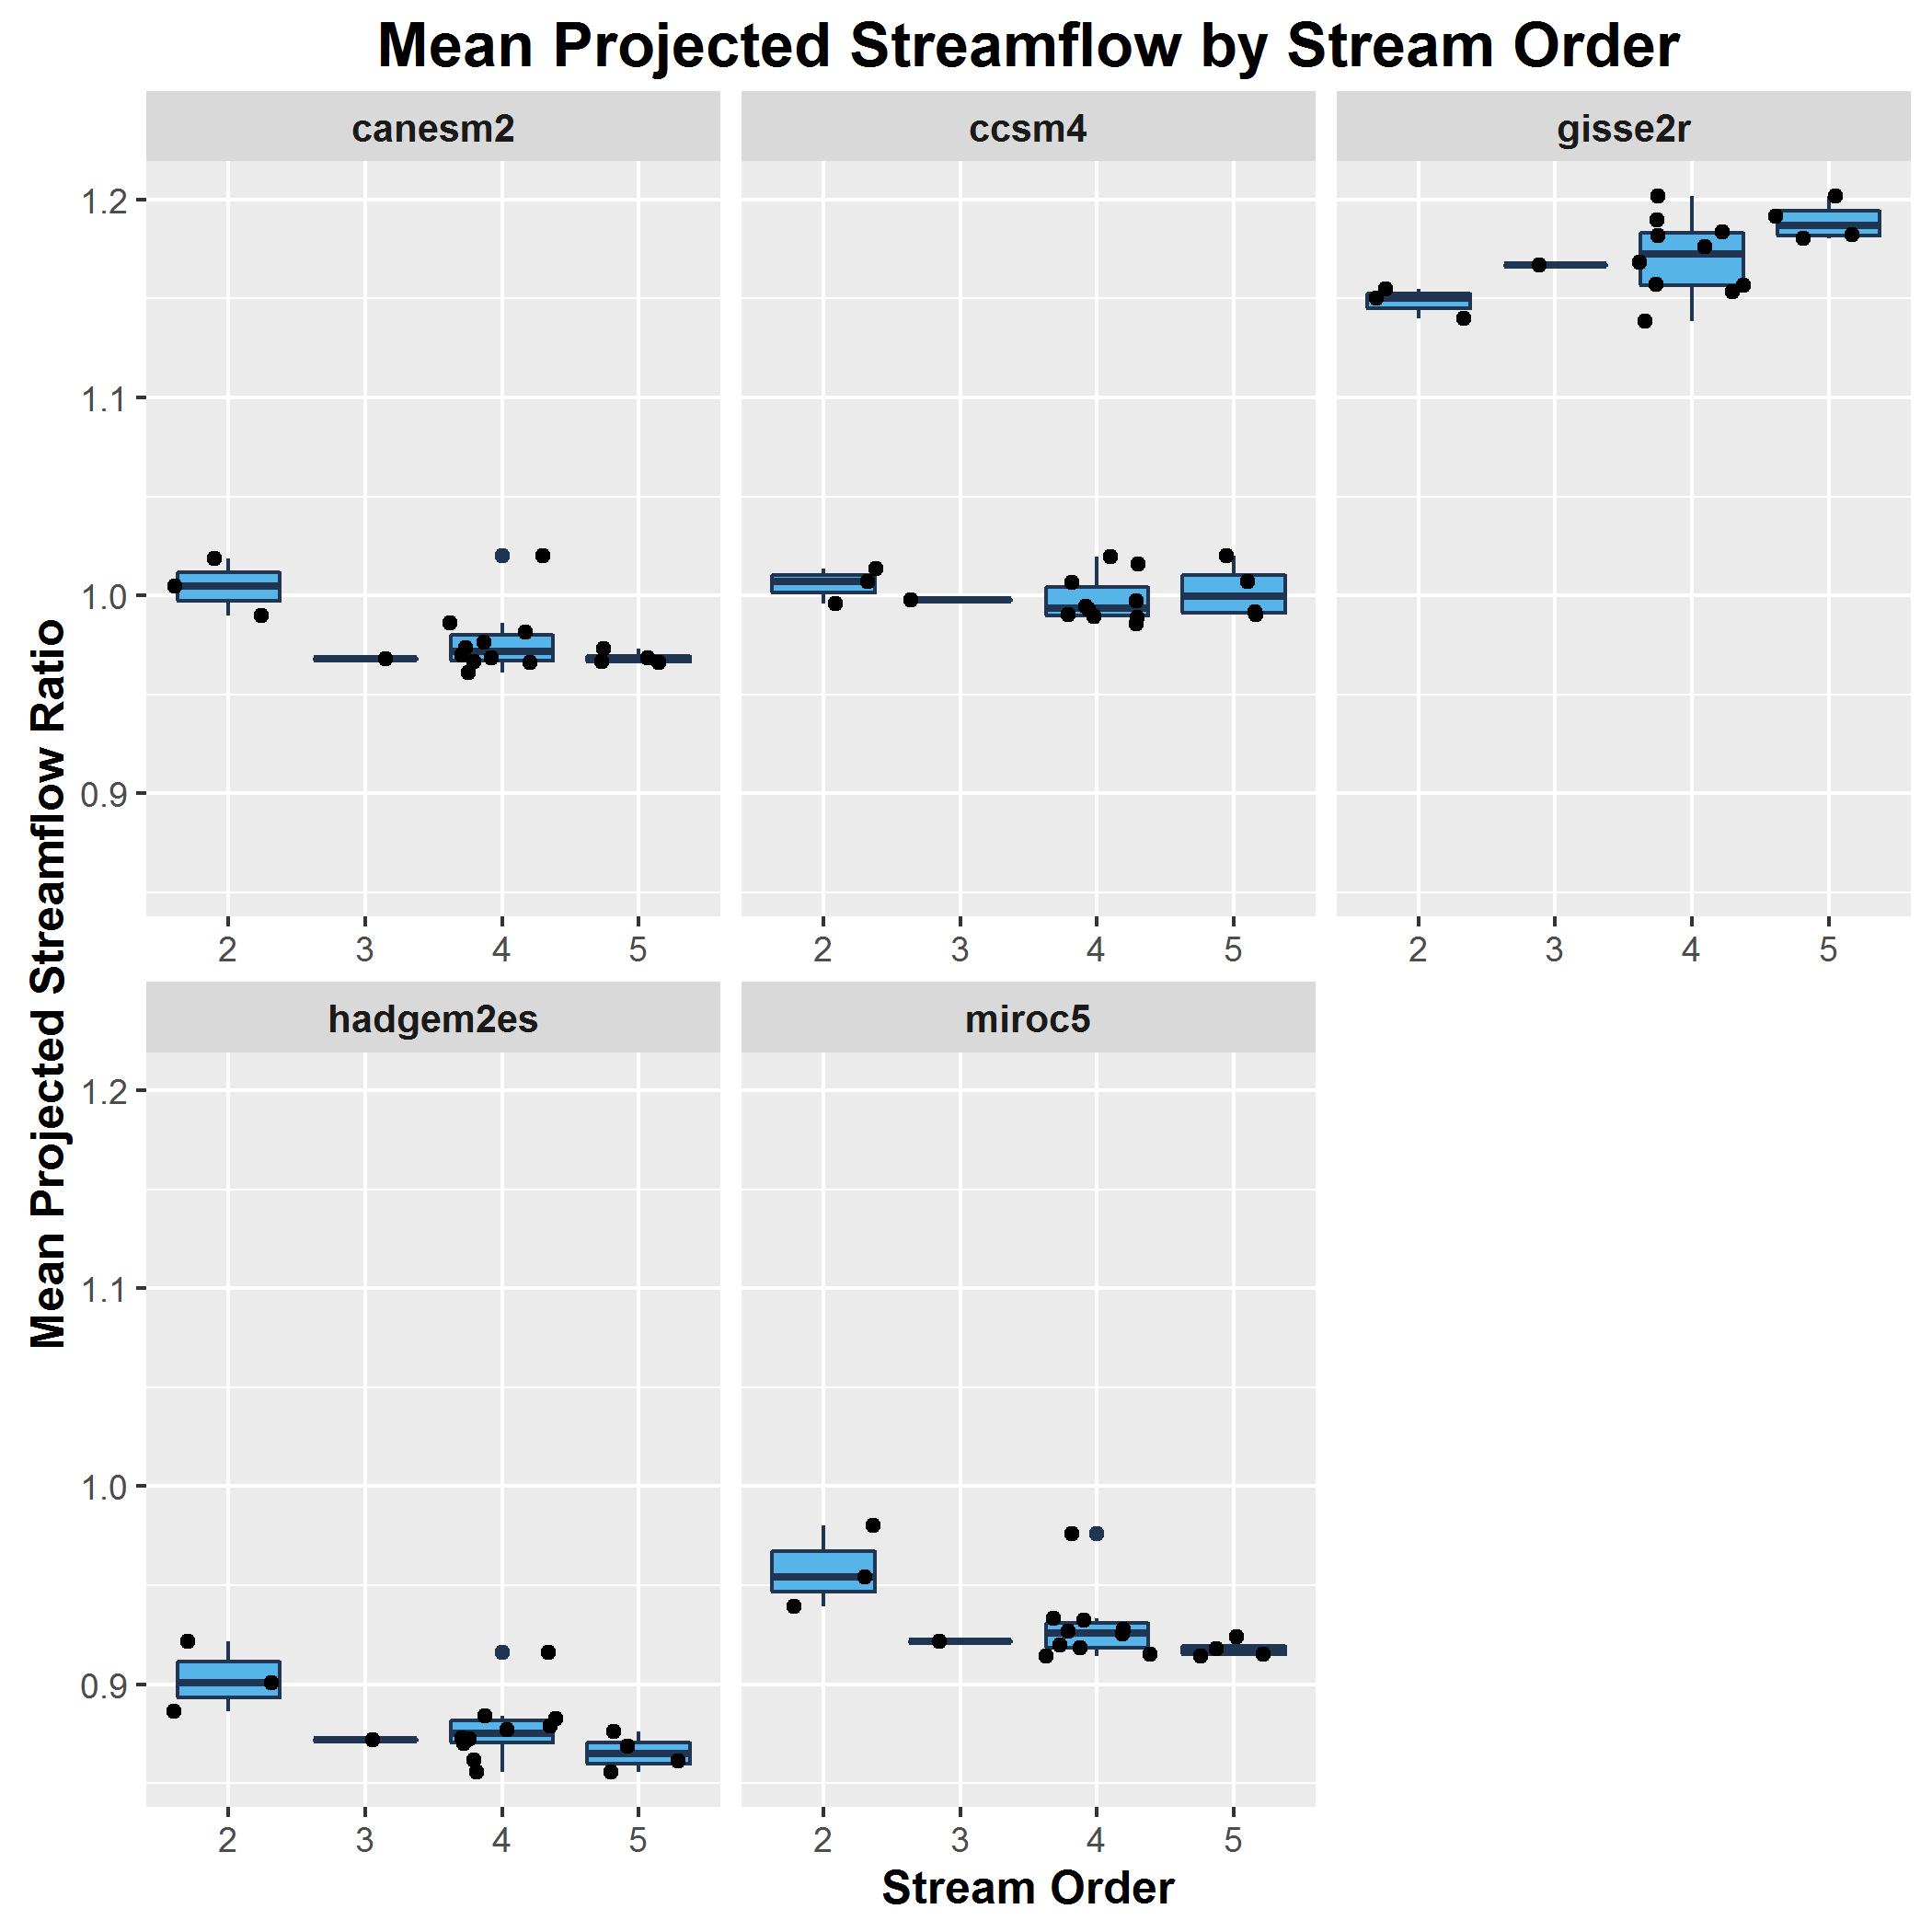 Mean Projected Streamflow by Stream Order
canesm2 ccsm4 gisse2r
Mean Projected Streamflow Ratio
1.2
1.1
1.0
0.9
2 3 4 5 2 3 4 5 2 3 4 5
hadgem2es miroc5
1.2
1.1
1.0
0.9
2 3 4 5 2 3 4 5
Stream Order